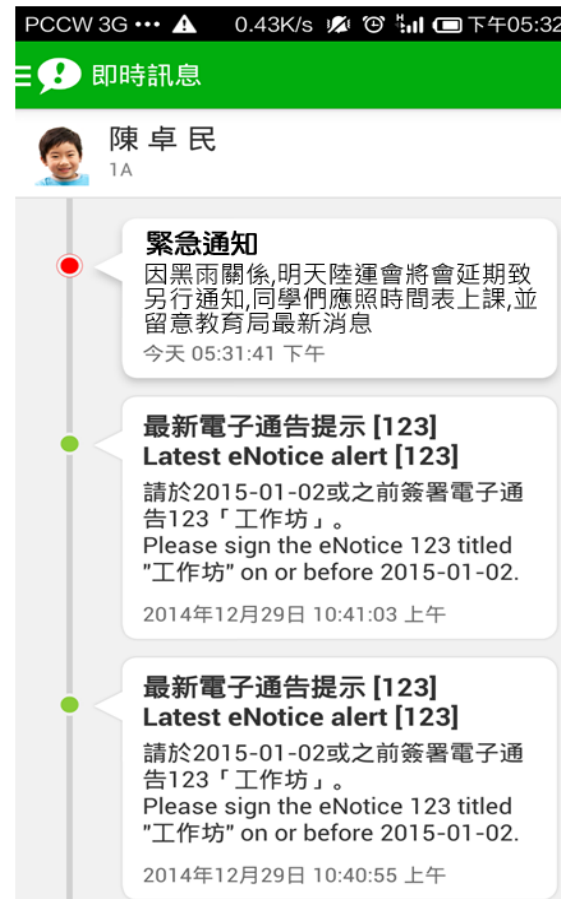 PCCW 3G ••• 0.43K/s 下午05:32
即時訊息
陳 卓 民
1A
緊急通知
因黑雨關係,明天陸運會將會延期致
另行通知,同學們應照時間表上課,並
留意教育局最新消息
今天 05:31:41 下午
最新電子通告提示 [123]
Latest eNotice alert [123]
請於2015-01-02或之前簽署電子通
告123「工作坊」。
Please sign the eNotice 123 titled
"工作坊" on or before 2015-01-02.
2014年12月29日 10:41:03 上午
最新電子通告提示 [123]
Latest eNotice alert [123]
請於2015-01-02或之前簽署電子通
告123「工作坊」。
Please sign the eNotice 123 titled
"工作坊" on or before 2015-01-02.
2014年12月29日 10:40:55 上午